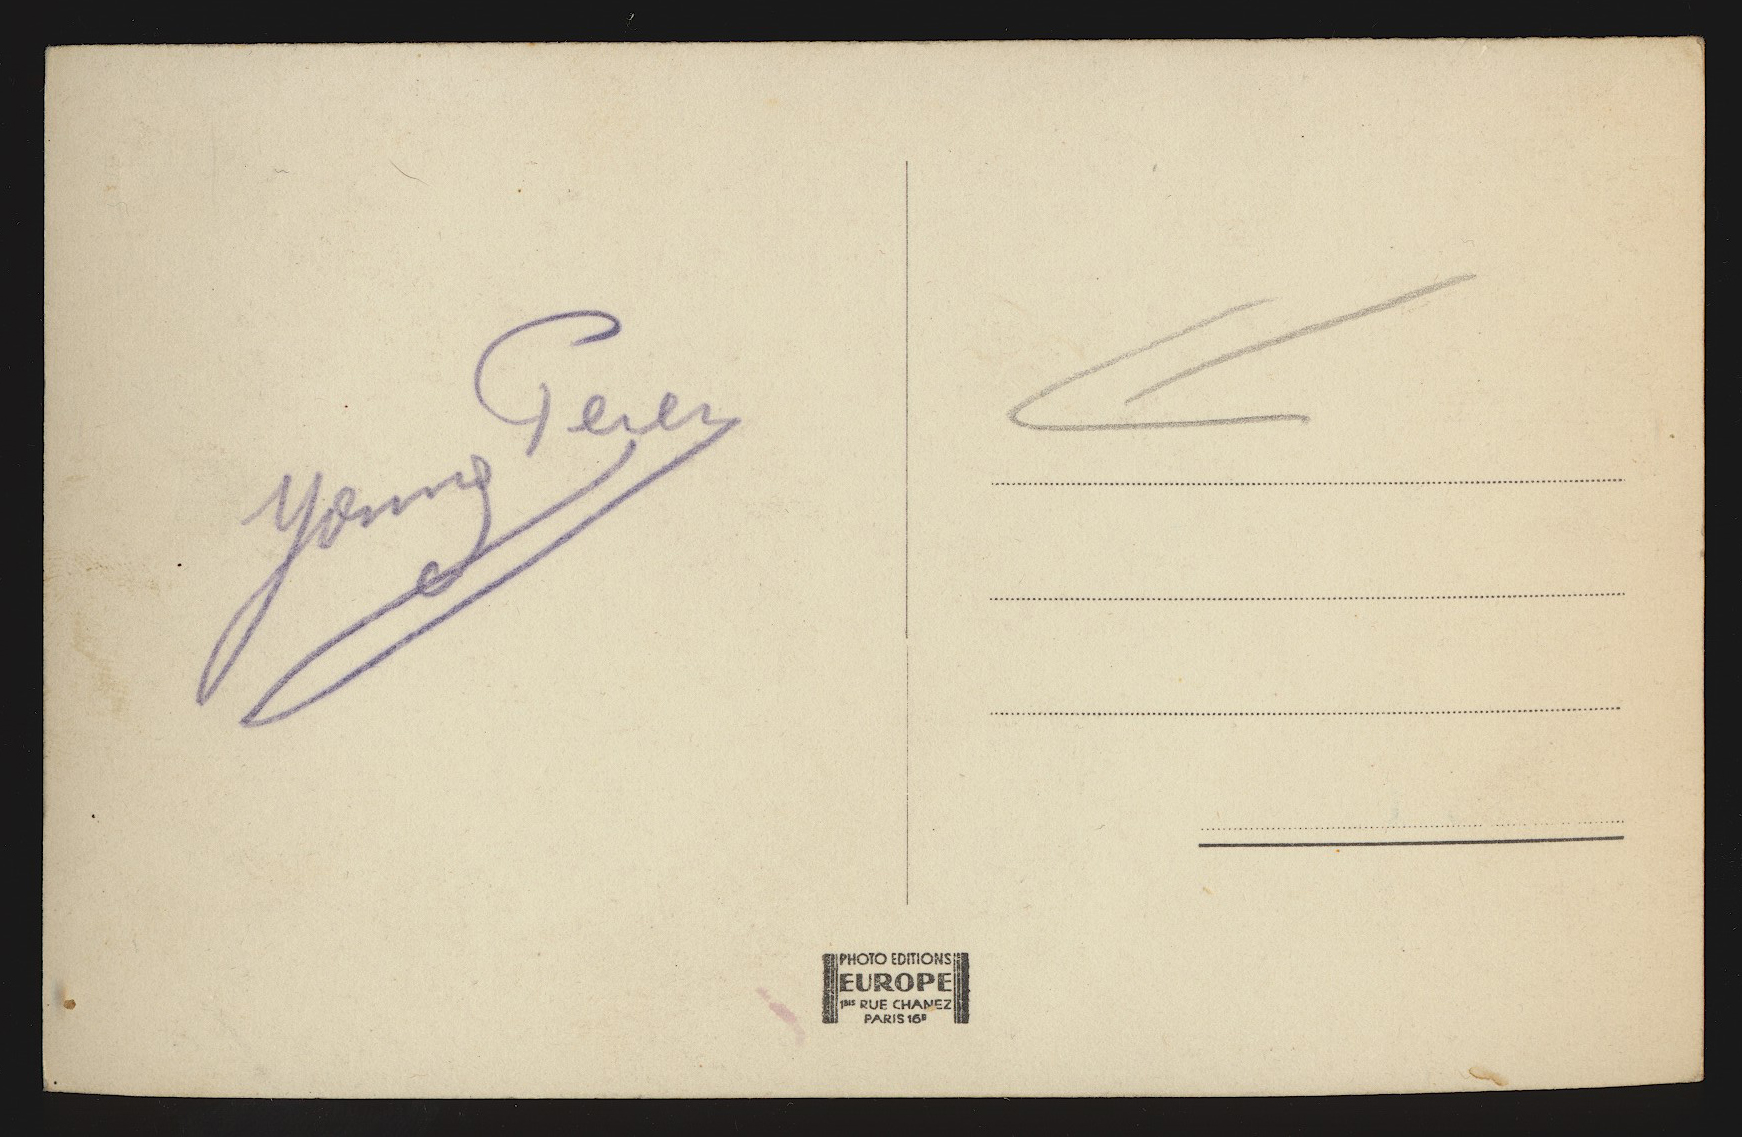 Young
Perez
PHOTO EDITIONS
EUROPE
1BIS RUE CHANEZ
PARIS 16E